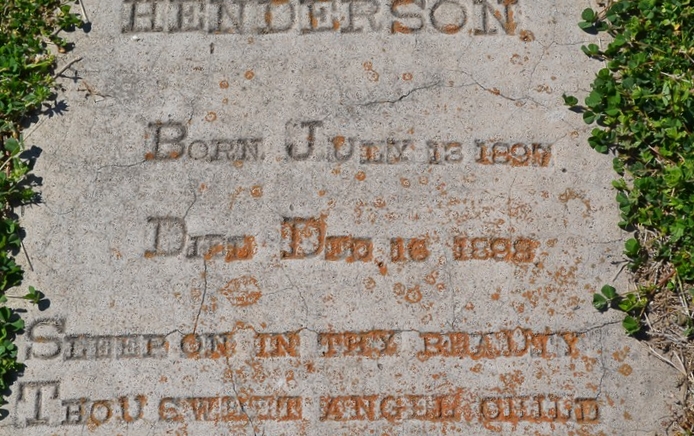 HENDERSON.
BORN JULY 13 1897
DIED DEC 16 1898
SLEEP ON IN THY BEAUTY
THOU SWEET ANGEL CHILD